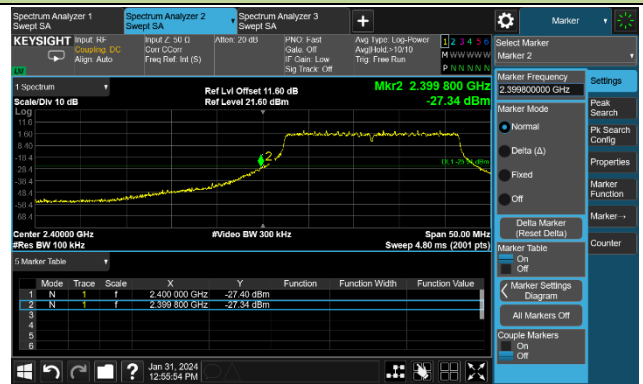 Spectrum Analyzer 1
Swept SA
Spectrum Analyzer 2
Swept SA
Spectrum Analyzer 3
Swept SA
+
Marker
KEYSIGHT
Input: RF
Coupling: DC
Align: Auto
Input Z: 50 Ω
Corr CCorr
Freq Ref: Int (S)
Atten: 20 dB
PNO: Fast
Gate: Off
IF Gain: Low
Sig Track: Off
Avg Type: Log-Power
Avg|Hold: >10/10
Trig: Free Run
1 2 3 4 5 6
M W W W W W
P N N N N N
LW
1 Spectrum
Scale/Div 10 dB
Log
Ref Lvl Offset 11.60 dB
Ref Level 21.60 dBm
Mkr2 2.399 800 GHz
-27.34 dBm
11.6
1.60
-8.40
-18.4
-28.4
-38.4
-48.4
-58.4
-68.4
2
Center 2.40000 GHz
#Res BW 100 kHz
#Video BW 300 kHz
Span 50.00 MHz
Sweep 4.80 ms (2001 pts)
5 Marker Table
Mode Trace Scale X Y Function Function Width Function Value
1 N 1 f 2.400 000 GHz -27.40 dBm
2 N 1 f 2.399 800 GHz -27.34 dBm
3
4
5
6
Select Marker
Marker 2
Marker Frequency
2.399800000 GHz
Marker Mode
Normal
Delta (Δ)
Fixed
Off
Delta Marker
(Reset Delta)
Marker Table
On
Off
Marker Settings
Diagram
All Markers Off
Couple Markers
On
Off
Settings
Peak
Search
Pk Search
Config
Properties
Marker
Function
Marker→
Counter
?
Jan 31, 2024
12:55:54 PM